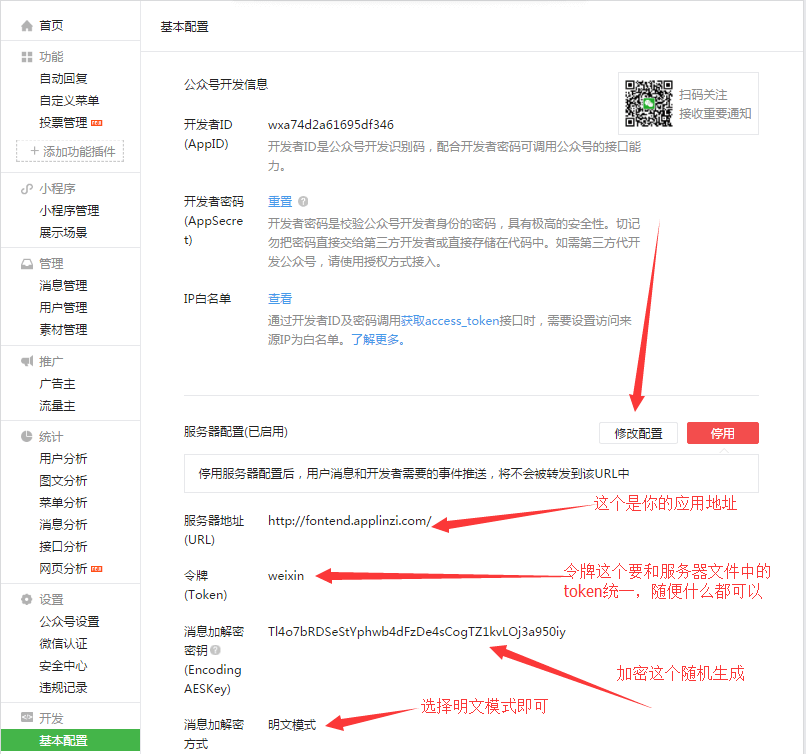 首页
功能
自动回复
自定义菜单
投票管理
+ 添加功能插件
小程序
小程序管理
展示场景
管理
消息管理
用户管理
素材管理
推广
广告主
流量主
统计
用户分析
图文分析
菜单分析
消息分析
接口分析
网页分析
设置
公众号设置
微信认证
安全中心
违规记录
开发
基本配置
基本配置
公众号开发信息
扫码关注
接收重要通知
开发者ID
(AppID)
wxa74d2a61695df346
开发者ID是公众号开发识别码，配合开发者密码可调用公众号的接口能
力。
开发者密码
(AppSecre
t)
重置 ?
开发者密码是校验公众号开发者身份的密码，具有极高的安全性。切记
勿把密码直接交给第三方开发者或直接存储在代码中。如需第三方代开
发公众号，请使用授权方式接入。
IP白名单
查看
通过开发者ID及密码调用获取access_token接口时，需要设置访问来
源IP为白名单。了解更多。
服务器配置(已启用)
修改配置
停用
停用服务器配置后，用户消息和开发者需要的事件推送，将不会被转发到该URL中
服务器地址
(URL)
http://fontend.applinzi.com/
这个是你的应用地址
令牌
(Token)
weixin
令牌这个要和服务器文件中的
token统一，随便什么都可以
消息加解密
密钥 ?
(Encoding
AESKey)
Tl4o7bRDSeStYphwb4dFzDe4sCogTZ1kvLOj3a950iy
加密这个随机生成
消息加解密
方式
明文模式
选择明文模式即可